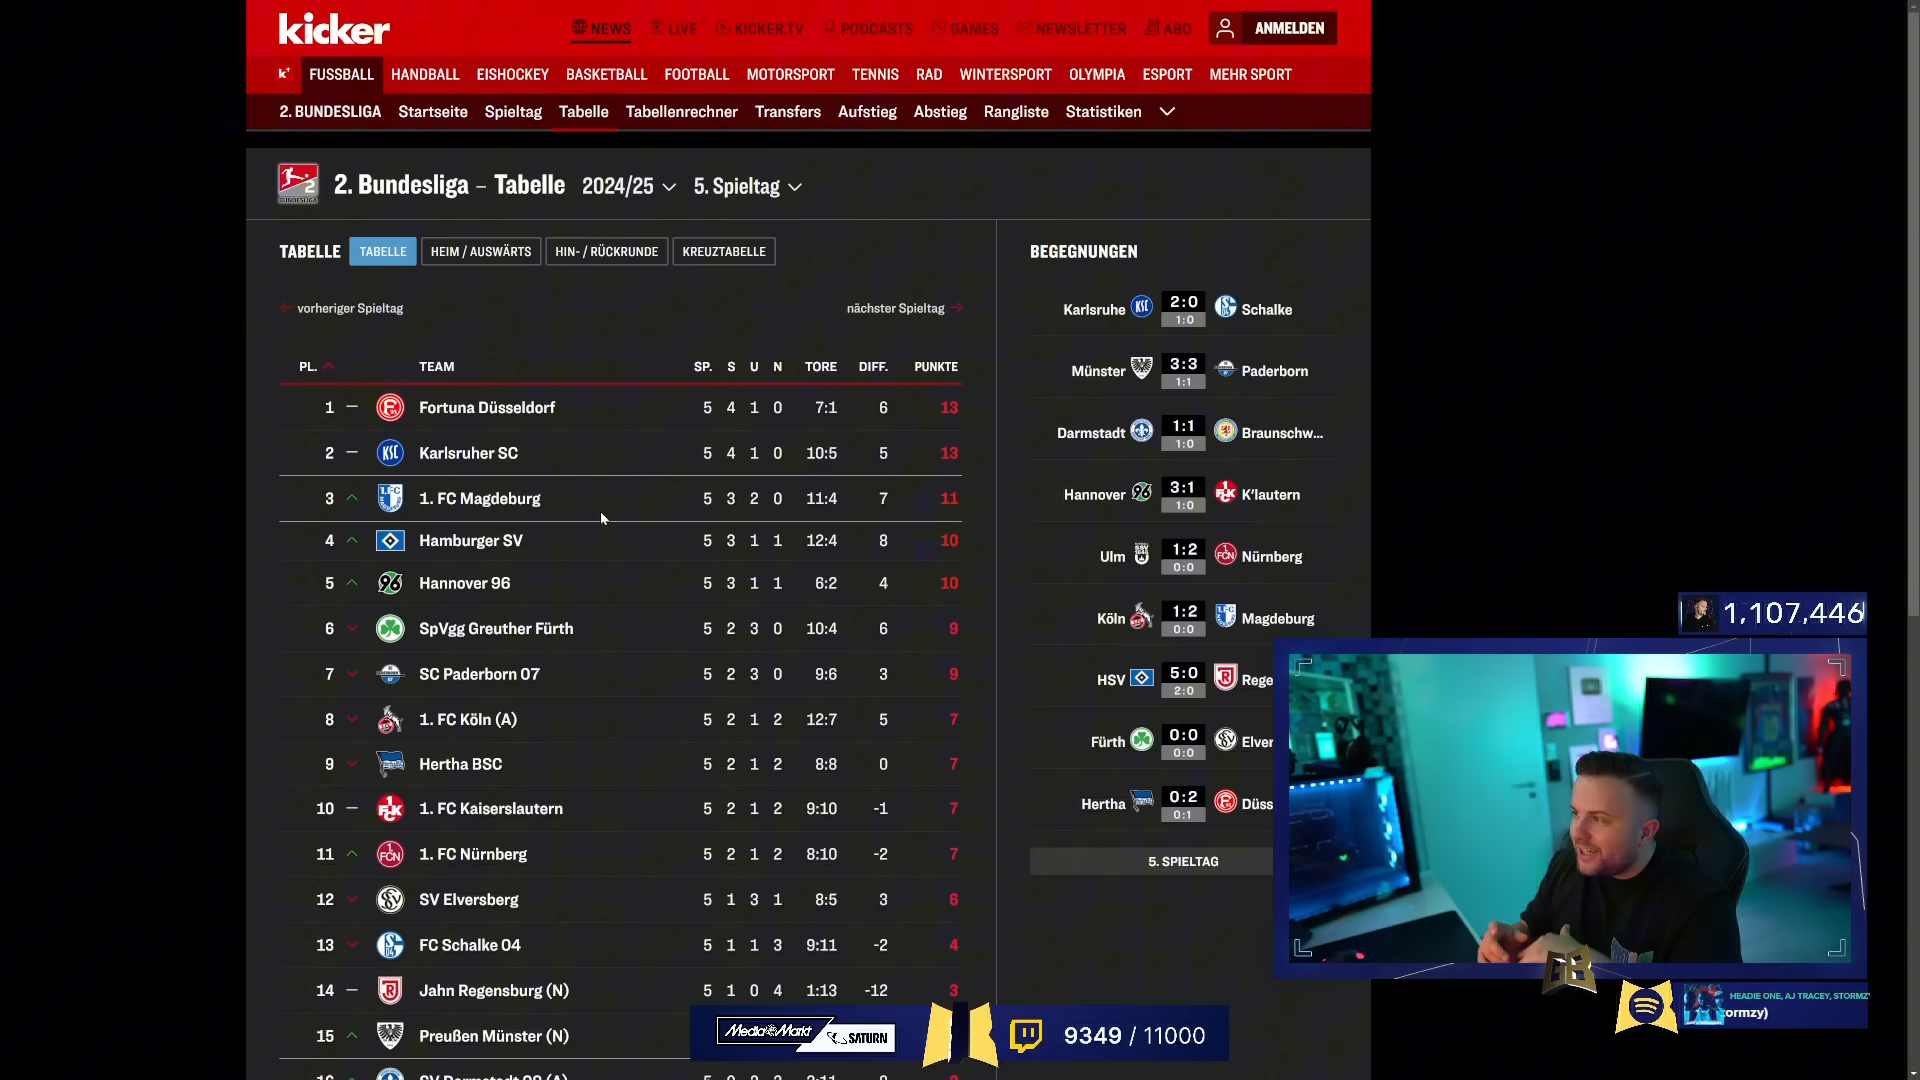 kicker NEWS LIVE KICKER.TV PODCASTS GAMES NEWSLETTER ABO ANMELDEN
k+ FUSSBALL HANDBALL EISHOCKEY BASKETBALL FOOTBALL MOTORSPORT TENNIS RAD WINTERSPORT OLYMPIA ESPORT MEHR SPORT
2. BUNDESLIGA Startseite Spieltag Tabelle Tabellenrechner Transfers Aufstieg Abstieg Rangliste Statistiken
2. Bundesliga – Tabelle 2024/25 5. Spieltag
TABELLE TABELLE HEIM / AUSWÄRTS HIN- / RÜCKRUNDE KREUZTABELLE
vorheriger Spieltag nächster Spieltag
PL. TEAM SP. S U N TORE DIFF. PUNKTE
1 – Fortuna Düsseldorf 5 4 1 0 7:1 6 13
2 – Karlsruher SC 5 4 1 0 10:5 5 13
3 1. FC Magdeburg 5 3 2 0 11:4 7 11
4 Hamburger SV 5 3 1 1 12:4 8 10
5 Hannover 96 5 3 1 1 6:2 4 10
6 SpVgg Greuther Fürth 5 2 3 0 10:4 6 9
7 SC Paderborn 07 5 2 3 0 9:6 3 9
8 1. FC Köln (A) 5 2 1 2 12:7 5 7
9 Hertha BSC 5 2 1 2 8:8 0 7
10 – 1. FC Kaiserslautern 5 2 1 2 9:10 -1 7
11 1. FC Nürnberg 5 2 1 2 8:10 -2 7
12 SV Elversberg 5 1 3 1 8:5 3 6
13 FC Schalke 04 5 1 1 3 9:11 -2 4
14 – Jahn Regensburg (N) 5 1 0 4 1:13 -12 3
15 Preußen Münster (N)
BEGEGNUNGEN
Karlsruhe 2:0 Schalke
1:0
Münster 3:3 Paderborn
1:1
Darmstadt 1:1 Braunschw...
1:0
Hannover 3:1 K'lautern
1:0
Ulm 1:2 Nürnberg
0:0
Köln 1:2 Magdeburg
0:0
HSV 5:0 Rege
2:0
Fürth 0:0 Elver
0:0
Hertha 0:2 Düss
0:1
5. SPIELTAG
1,107,446
GB
HEADIE ONE, AJ TRACEY, STORMZY
ormzy)
MediaMarkt SATURN 9349 / 11000